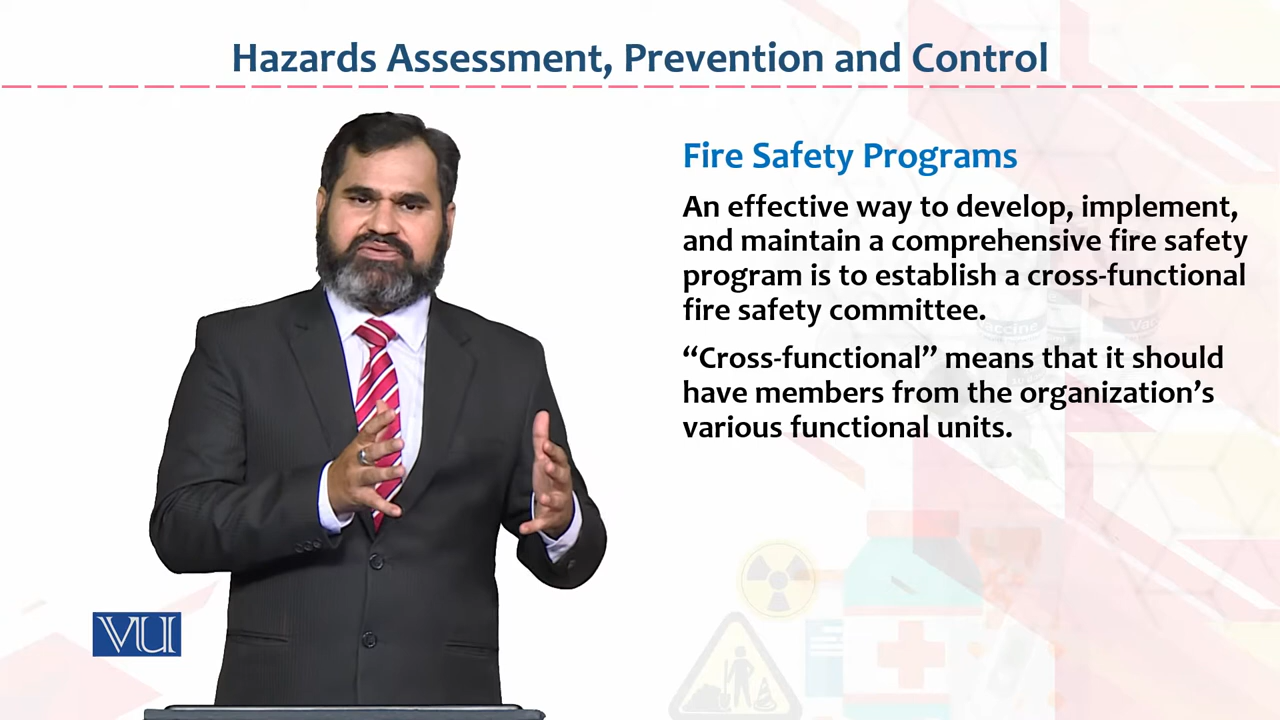 Hazards Assessment, Prevention and Control
Fire Safety Programs
An effective way to develop, implement,
and maintain a comprehensive fire safety
program is to establish a cross-functional
fire safety committee.
“Cross-functional” means that it should
have members from the organization’s
various functional units.
VU